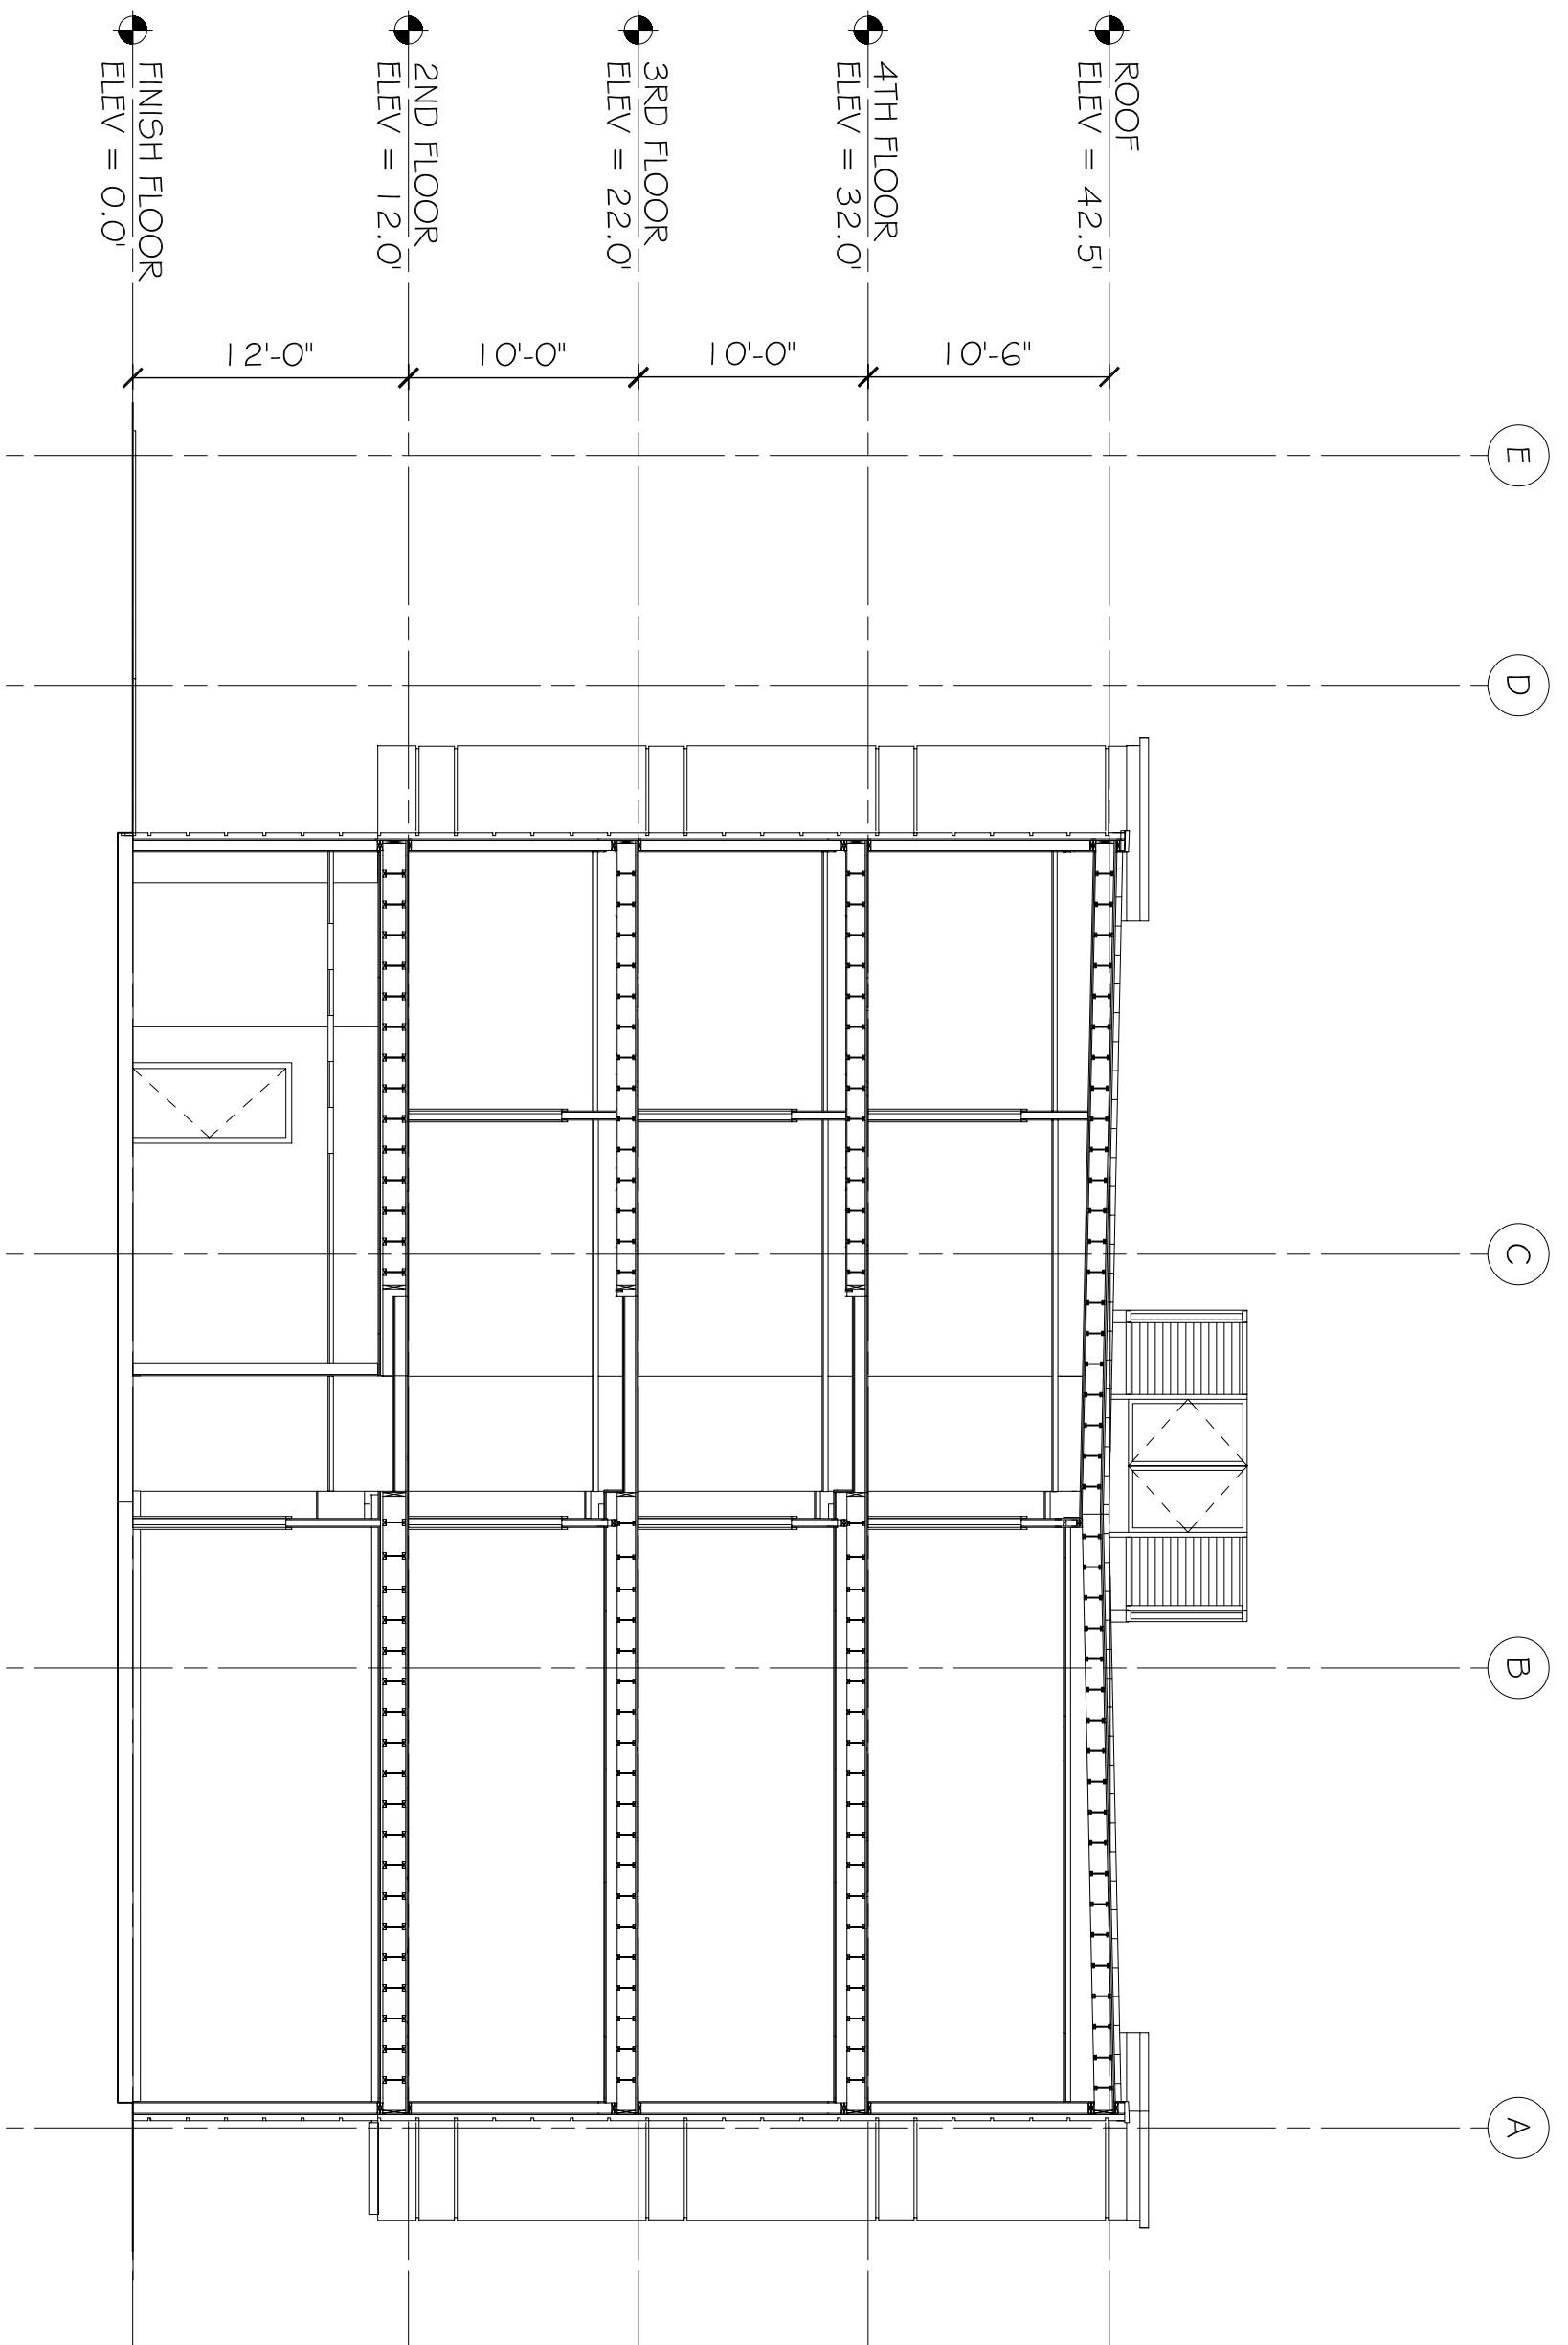 ROOF
ELEV = 42.5'
4TH FLOOR
ELEV = 32.0'
3RD FLOOR
ELEV = 22.0'
2ND FLOOR
ELEV = 12.0'
FINISH FLOOR
ELEV = 0.0'
12'-0"
10'-0"
10'-0"
10'-6"
E
D
C
B
A